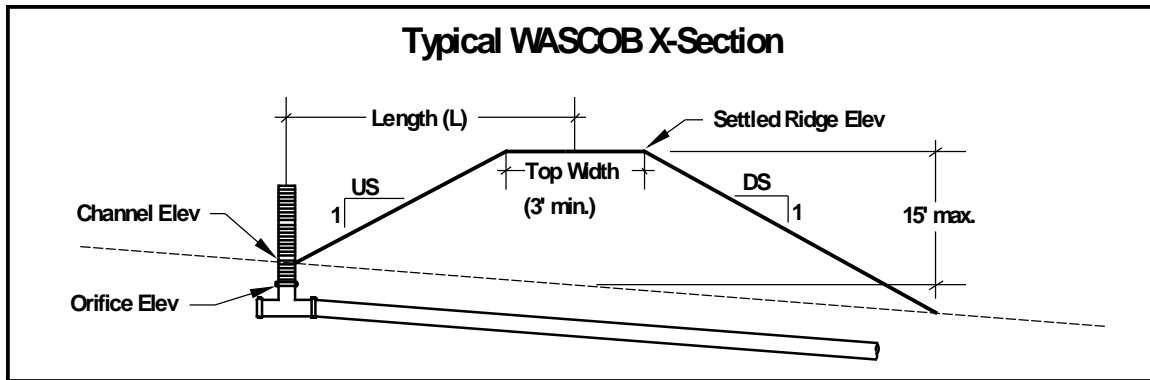 Typical WASCOB X-Section
Length (L)
Settled Ridge Elev
Top Width
(3' min.)
US
1
DS
1
15' max.
Channel Elev
Orifice Elev